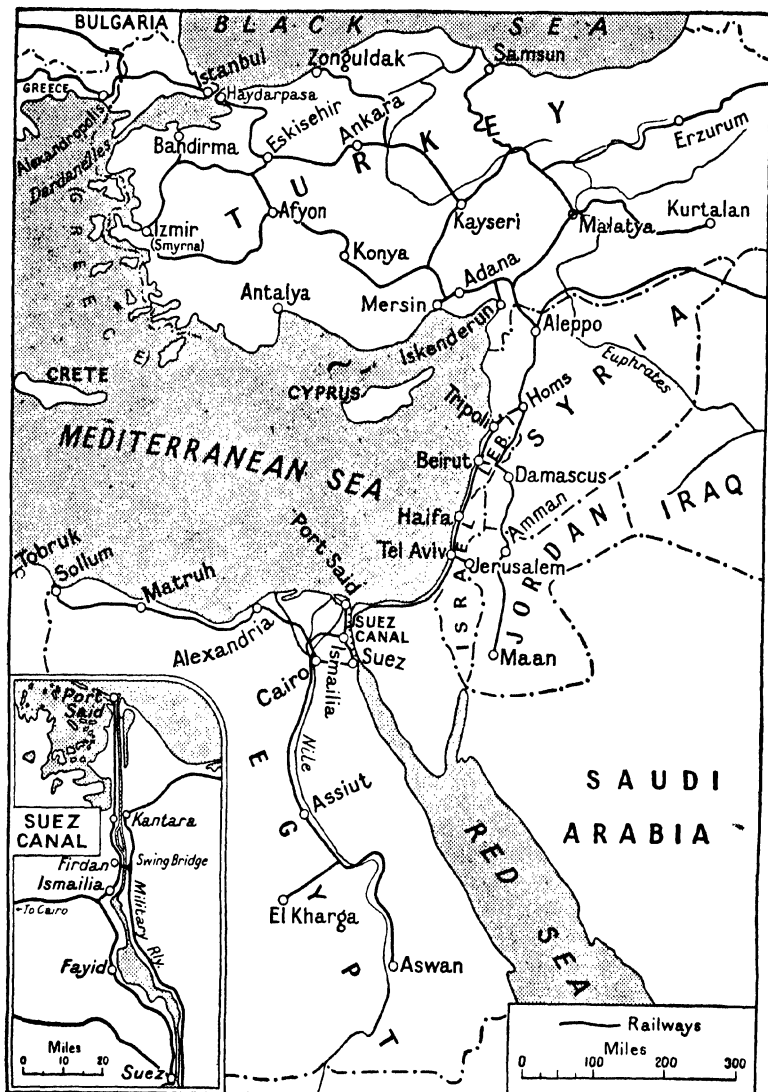 BLACK SEA
BULGARIA
Zonguldak
Samsun
Istanbul
GREECE
Haydarpasa
Alexandropolis
Dardanelles
Bandirma
Eskisehir
Ankara
Erzurum
TURKEY
Izmir
(Smyrna)
Afyon
Kayseri
Malatya
Kurtalan
Konya
GREECE
Antalya
Mersin
Adana
Iskenderun
Aleppo
SYRIA
Euphrates
CRETE
CYPRUS
Tripoli
Homs
LEBY
MEDITERRANEAN SEA
Beirut
Damascus
IRAQ
Haifa
Amman
Tel Aviv
Jerusalem
JORDAN
ISRAEL
Port Said
Tobruk
Sollum
Matruh
Alexandria
SUEZ
CANAL
Ismailia
Cairo
Suez
Maan
Nile
EGYPT
Assiut
SAUDI
ARABIA
RED SEA
El Kharga
Aswan
Port
Said
SUEZ
CANAL
Kantara
Firdan
Swing Bridge
Ismailia
←To Cairo
Military Rly.
Fayid
Miles
0 10 20
Suez
Railways
Miles
0 100 200 300